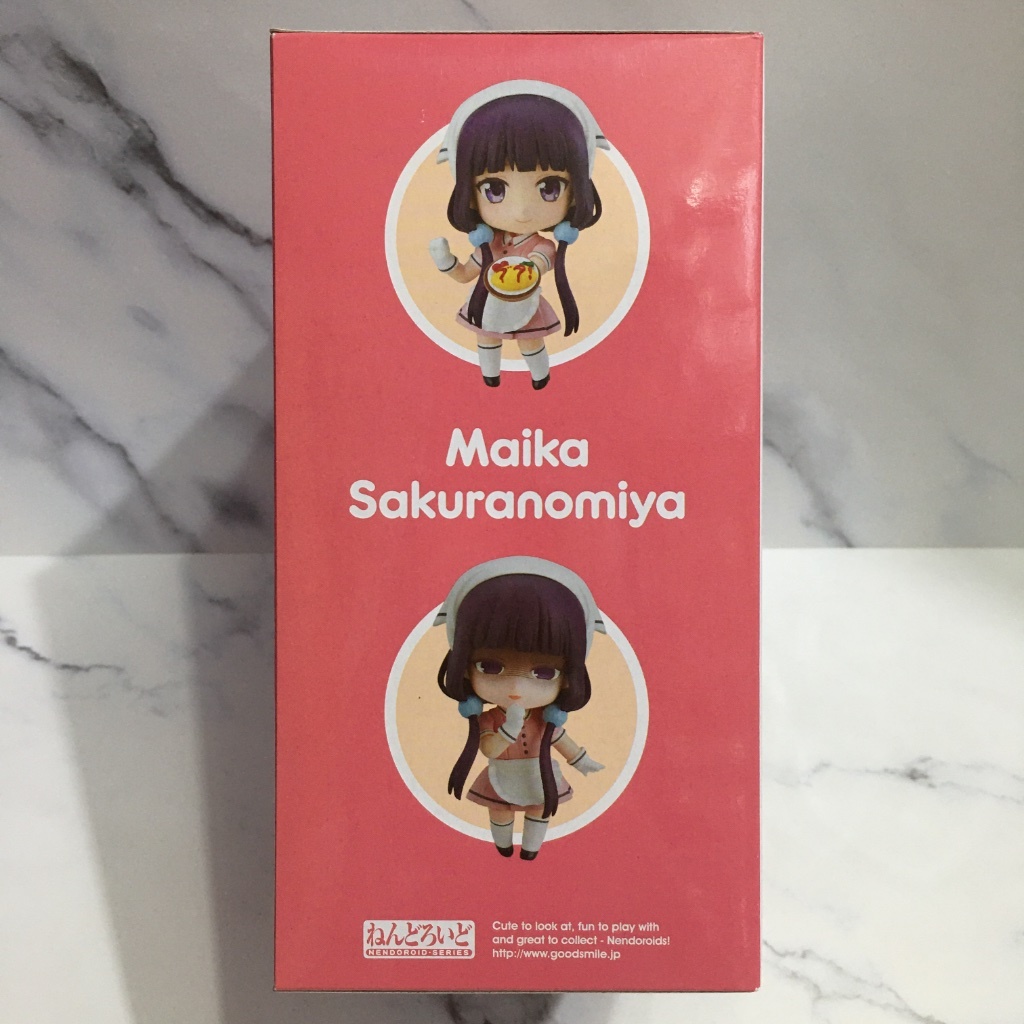 Maika
Sakuranomiya
ねんどろいど
NENDOROID-SERIES
Cute to look at, fun to play with
and great to collect - Nendoroids!
http://www.goodsmile.jp